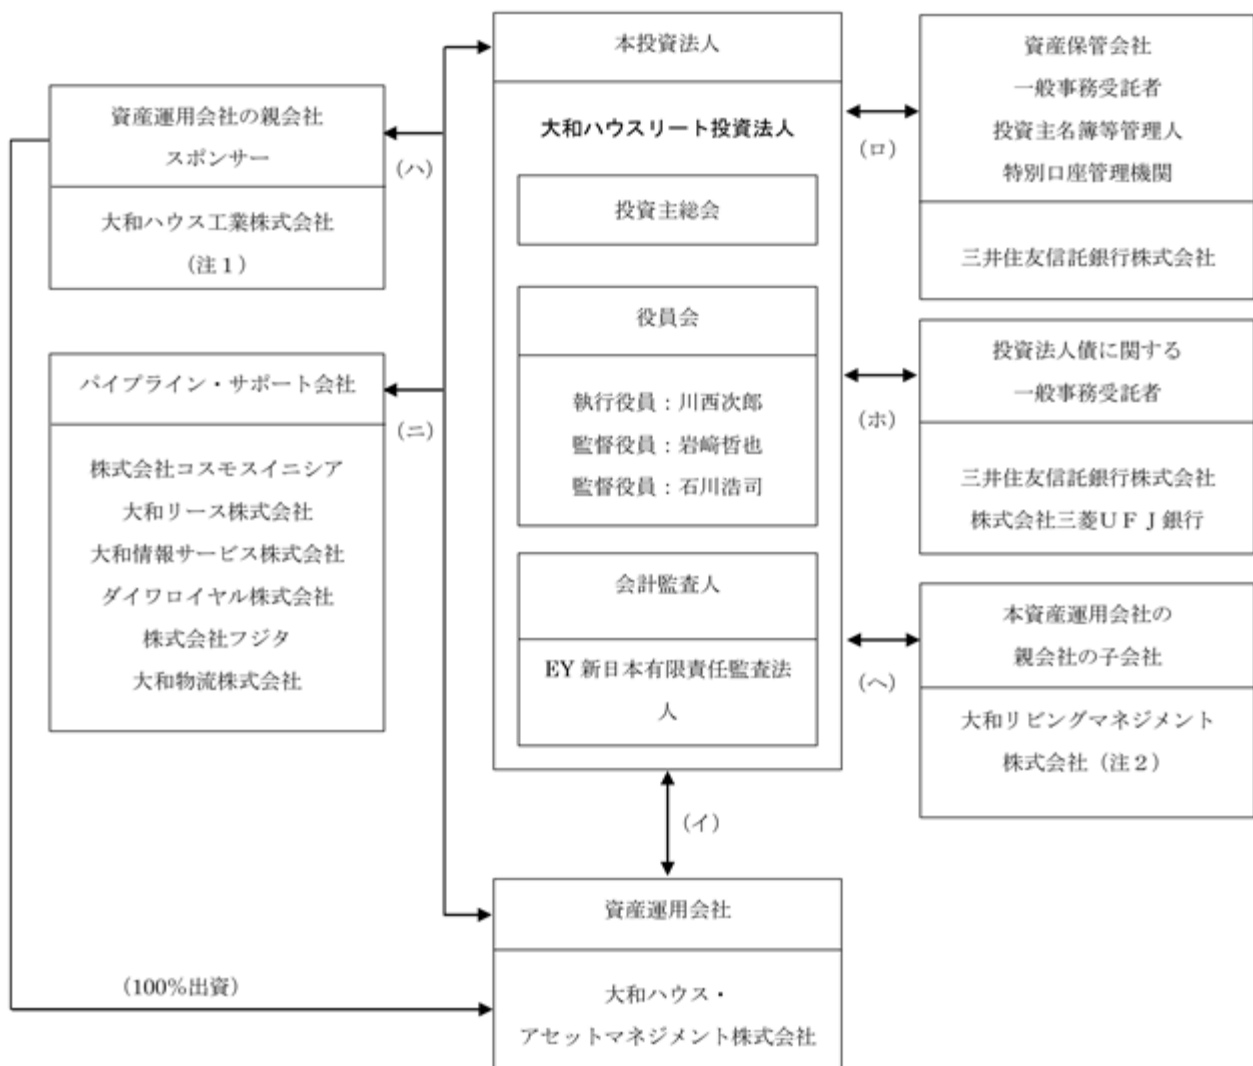 本投資法人
大和ハウスリート投資法人
投資主総会
役員会
執行役員：川西次郎
監督役員：岩﨑哲也
監督役員：石川浩司
会計監査人
EY 新日本有限責任監査法
人
資産運用会社の親会社
スポンサー
大和ハウス工業株式会社
（注１）
（ハ）
パイプライン・サポート会社
株式会社コスモスイニシア
大和リース株式会社
大和情報サービス株式会社
ダイワロイヤル株式会社
株式会社フジタ
大和物流株式会社
（ニ）
資産保管会社
一般事務受託者
投資主名簿等管理人
特別口座管理機関
三井住友信託銀行株式会社
（ロ）
投資法人債に関する
一般事務受託者
三井住友信託銀行株式会社
株式会社三菱ＵＦＪ銀行
（ホ）
本資産運用会社の
親会社の子会社
大和リビングマネジメント
株式会社（注２）
（ヘ）
（イ）
資産運用会社
大和ハウス・
アセットマネジメント株式会社
（100%出資）